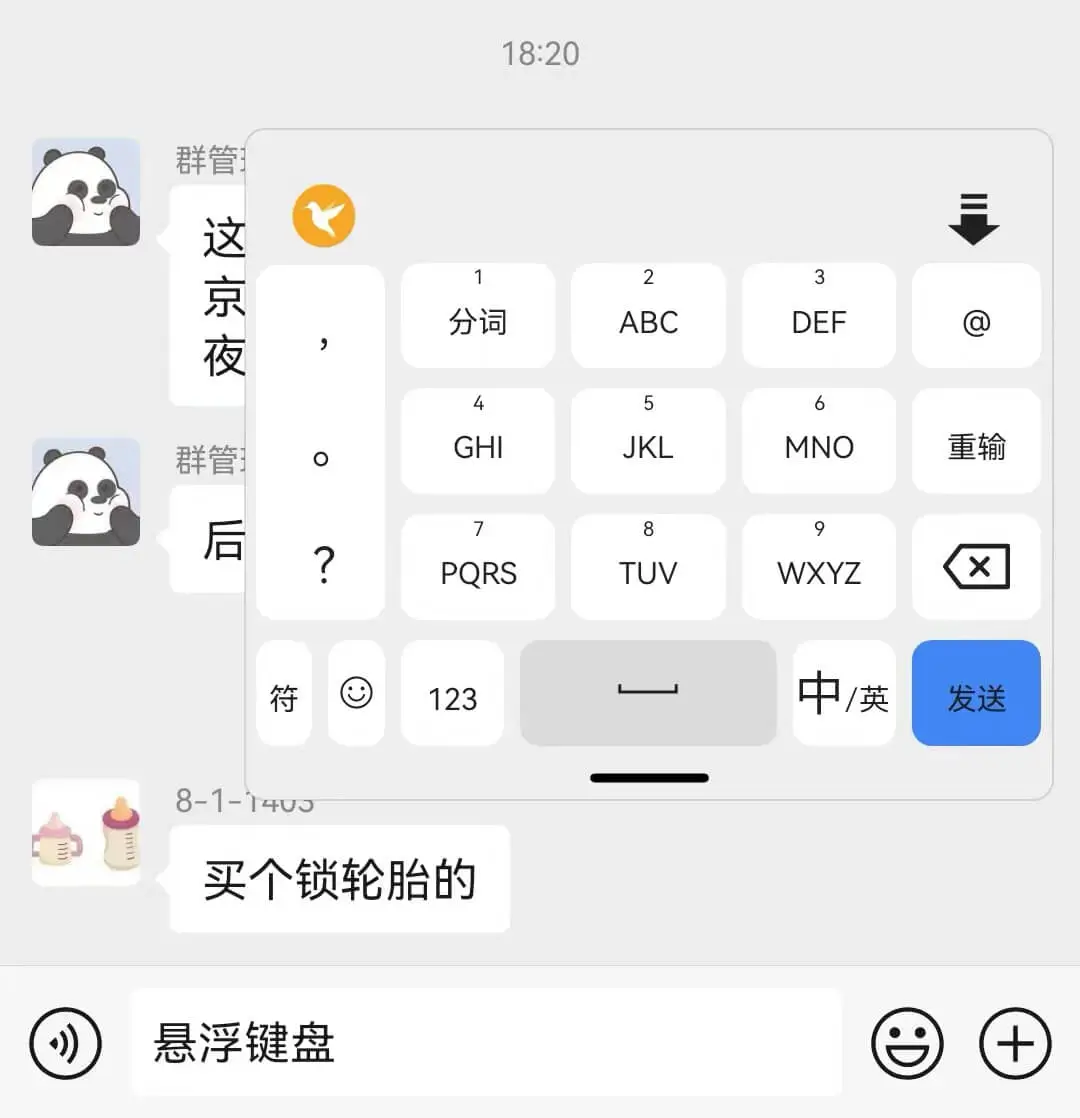 18:20
群管
这
京
夜
群管
后
,
。
?
1
分词
2
ABC
3
DEF
@
4
GHI
5
JKL
6
MNO
重输
7
PQRS
8
TUV
9
WXYZ
符
123
中/英
发送
8-1-1403
买个锁轮胎的
悬浮键盘